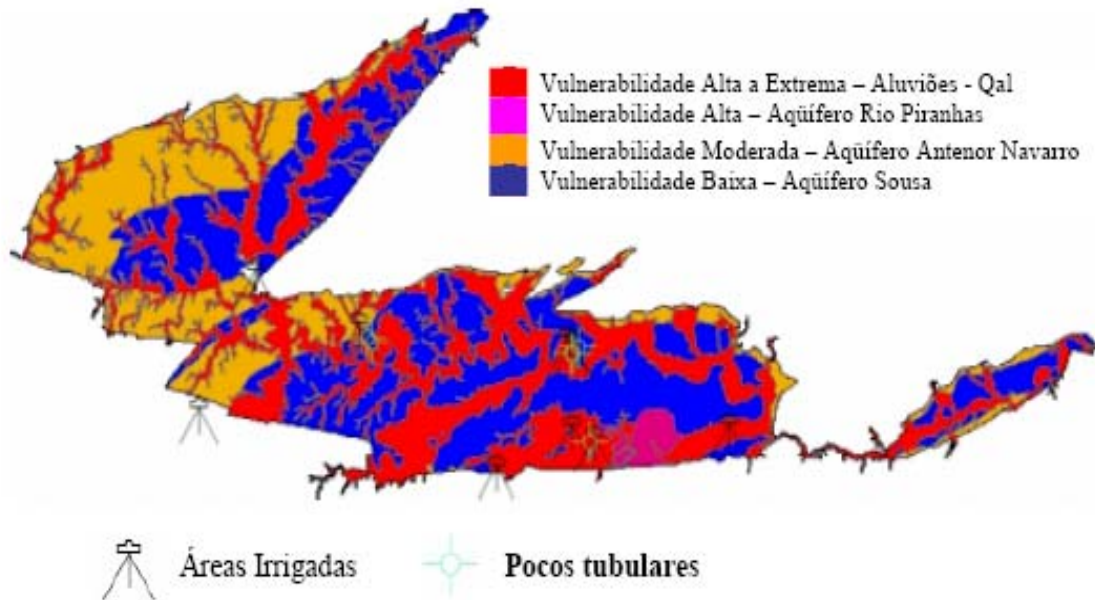 Vulnerabilidade Alta a Extrema – Aluviões - Qal
Vulnerabilidade Alta – Aqüífero Rio Piranhas
Vulnerabilidade Moderada – Aqüífero Antenor Navarro
Vulnerabilidade Baixa – Aqüífero Sousa
Áreas Irrigadas
Pocos tubulares